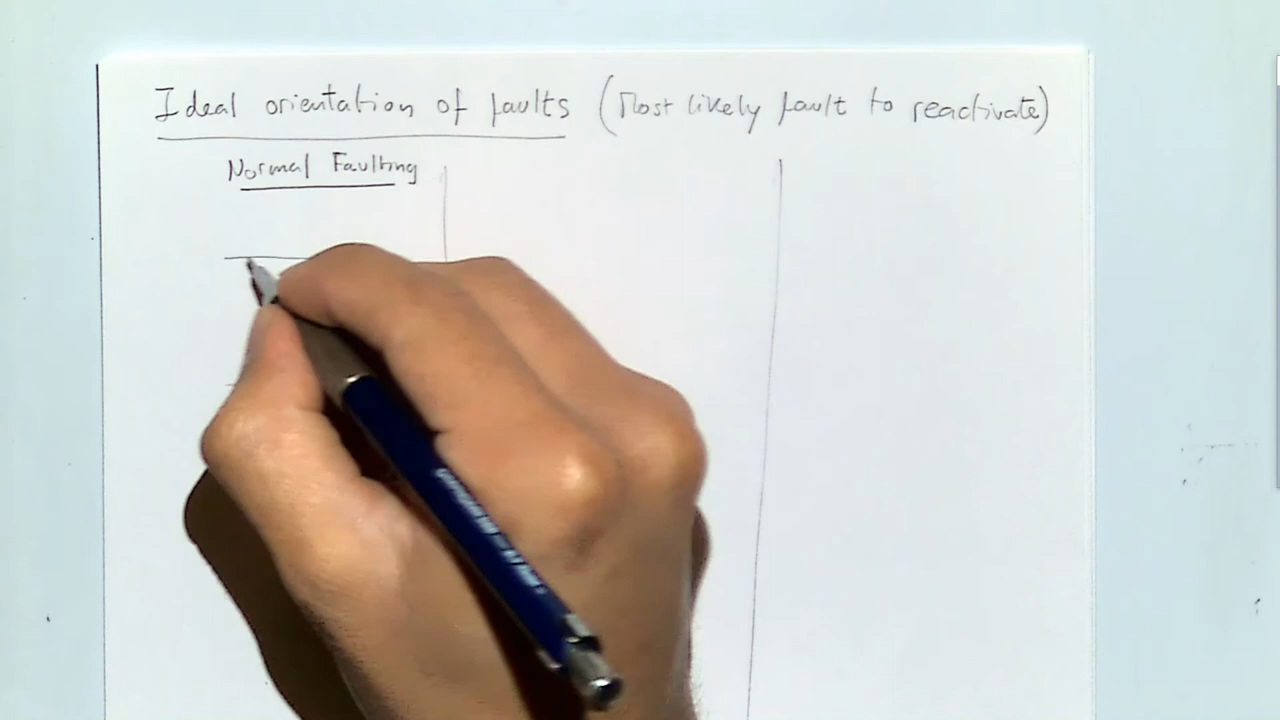 Ideal orientation of faults (Most likely fault to reactivate)
Normal Faulting